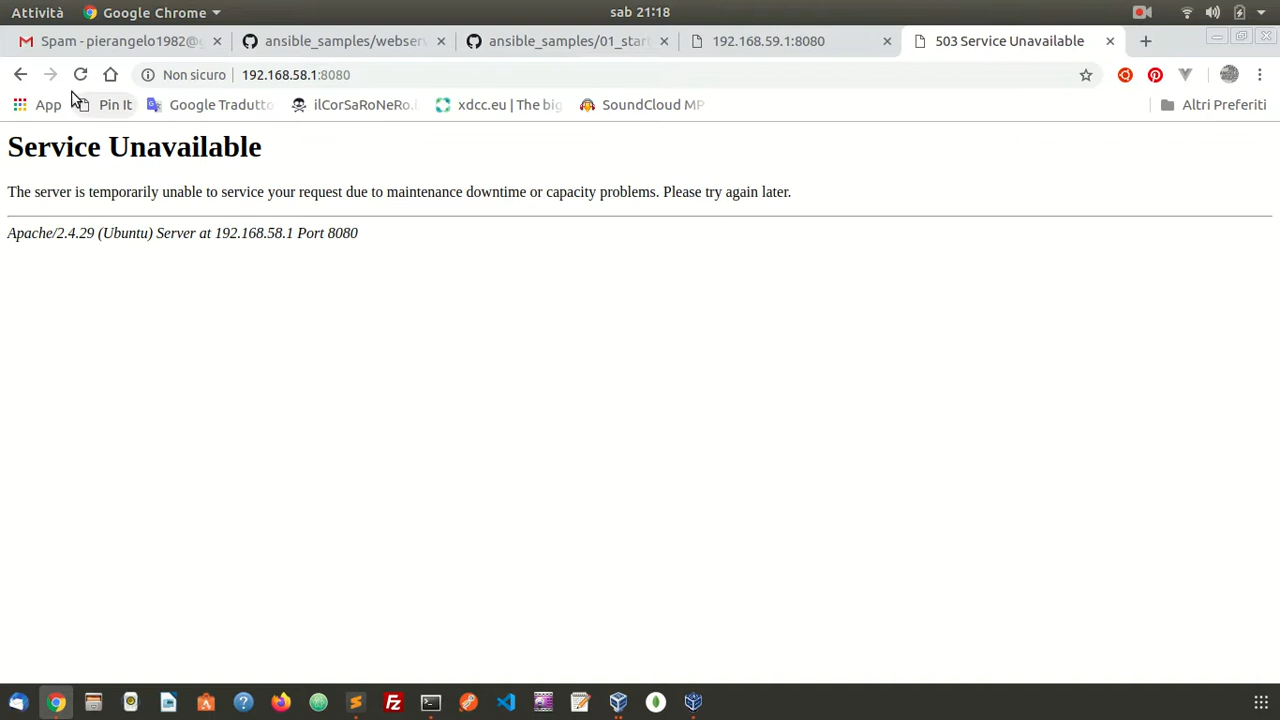 Attività
Google Chrome
sab 21:18
Spam - pierangelo1982@g
ansible_samples/webserv
ansible_samples/01_start
192.168.59.1:8080
503 Service Unavailable
Non sicuro
192.168.58.1:8080
App
Pin It
Google Tradutto
ilCorSaRoNeRo.i
xdcc.eu | The big
SoundCloud MP
Altri Preferiti
Service Unavailable
The server is temporarily unable to service your request due to maintenance downtime or capacity problems. Please try again later.
Apache/2.4.29 (Ubuntu) Server at 192.168.58.1 Port 8080